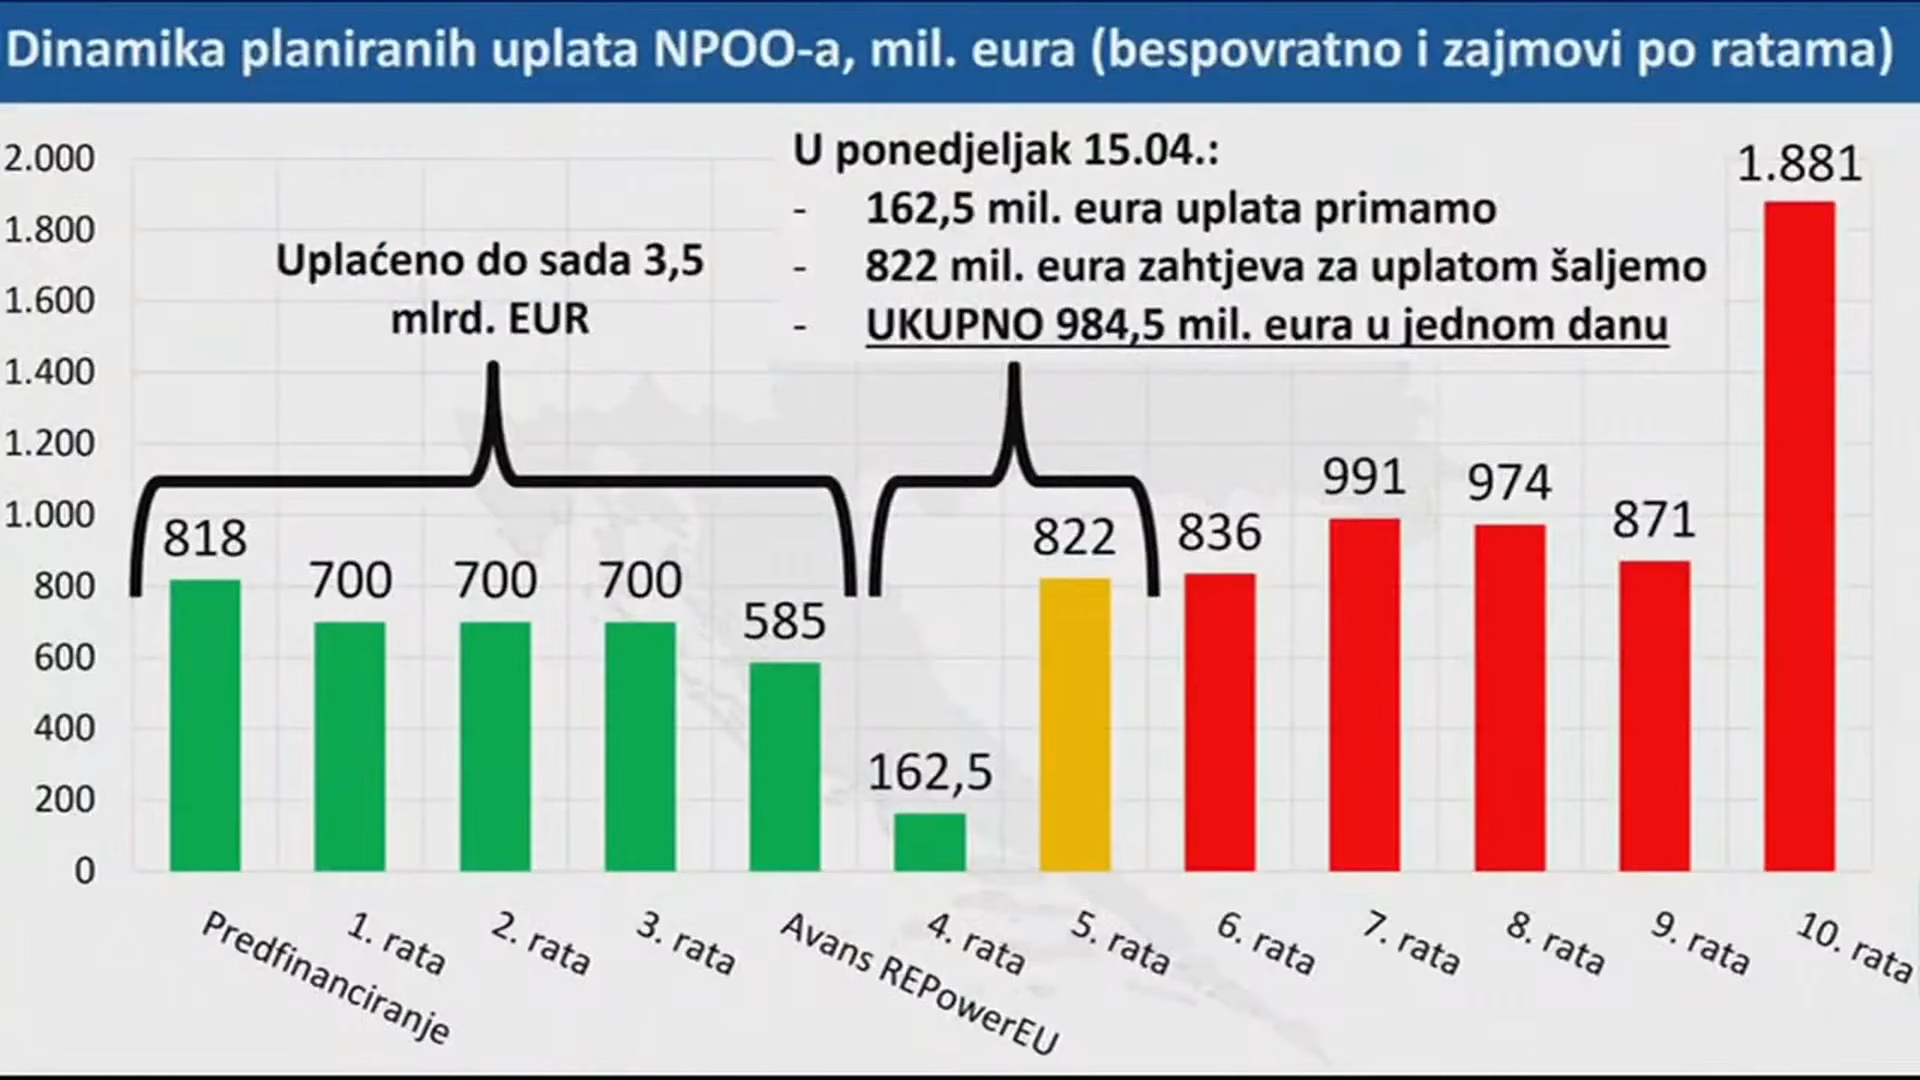 Dinamika planiranih uplata NPOO-a, mil. eura (bespovratno i zajmovi po ratama)
U ponedjeljak 15.04.:
- 162,5 mil. eura uplata primamo
- 822 mil. eura zahtjeva za uplatom šaljemo
- UKUPNO 984,5 mil. eura u jednom danu
Uplaćeno do sada 3,5
mlrd. EUR
2.000
1.800
1.600
1.400
1.200
1.000
800
600
400
200
0
818
700
700
700
585
162,5
822
836
991
974
871
1.881
Predfinanciranje
1. rata
2. rata
3. rata
Avans REPowerEU
4. rata
5. rata
6. rata
7. rata
8. rata
9. rata
10. rata